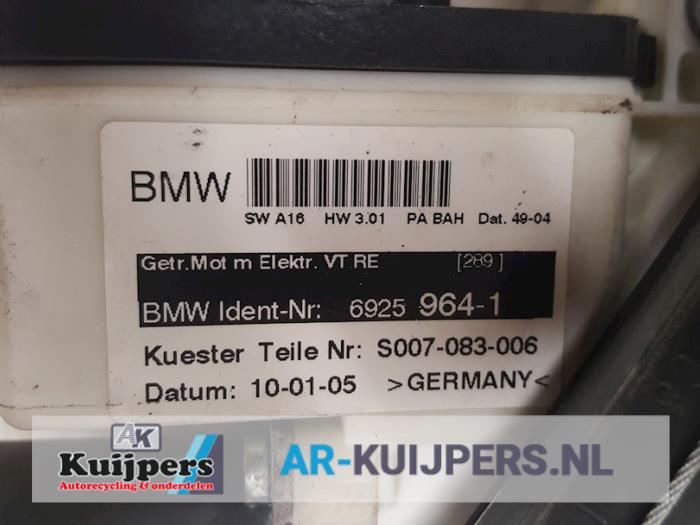 BMW
SW A16 HW 3.01 PA BAH Dat. 49-04
Getr.Mot m Elektr. VT RE [289]
BMW Ident-Nr: 6925 964-1
Kuester Teile Nr: S007-083-006
Datum: 10-01-05 >GERMANY<
AK
Kuijpers
Autorecycling & onderdelen
AR-KUIJPERS.NL